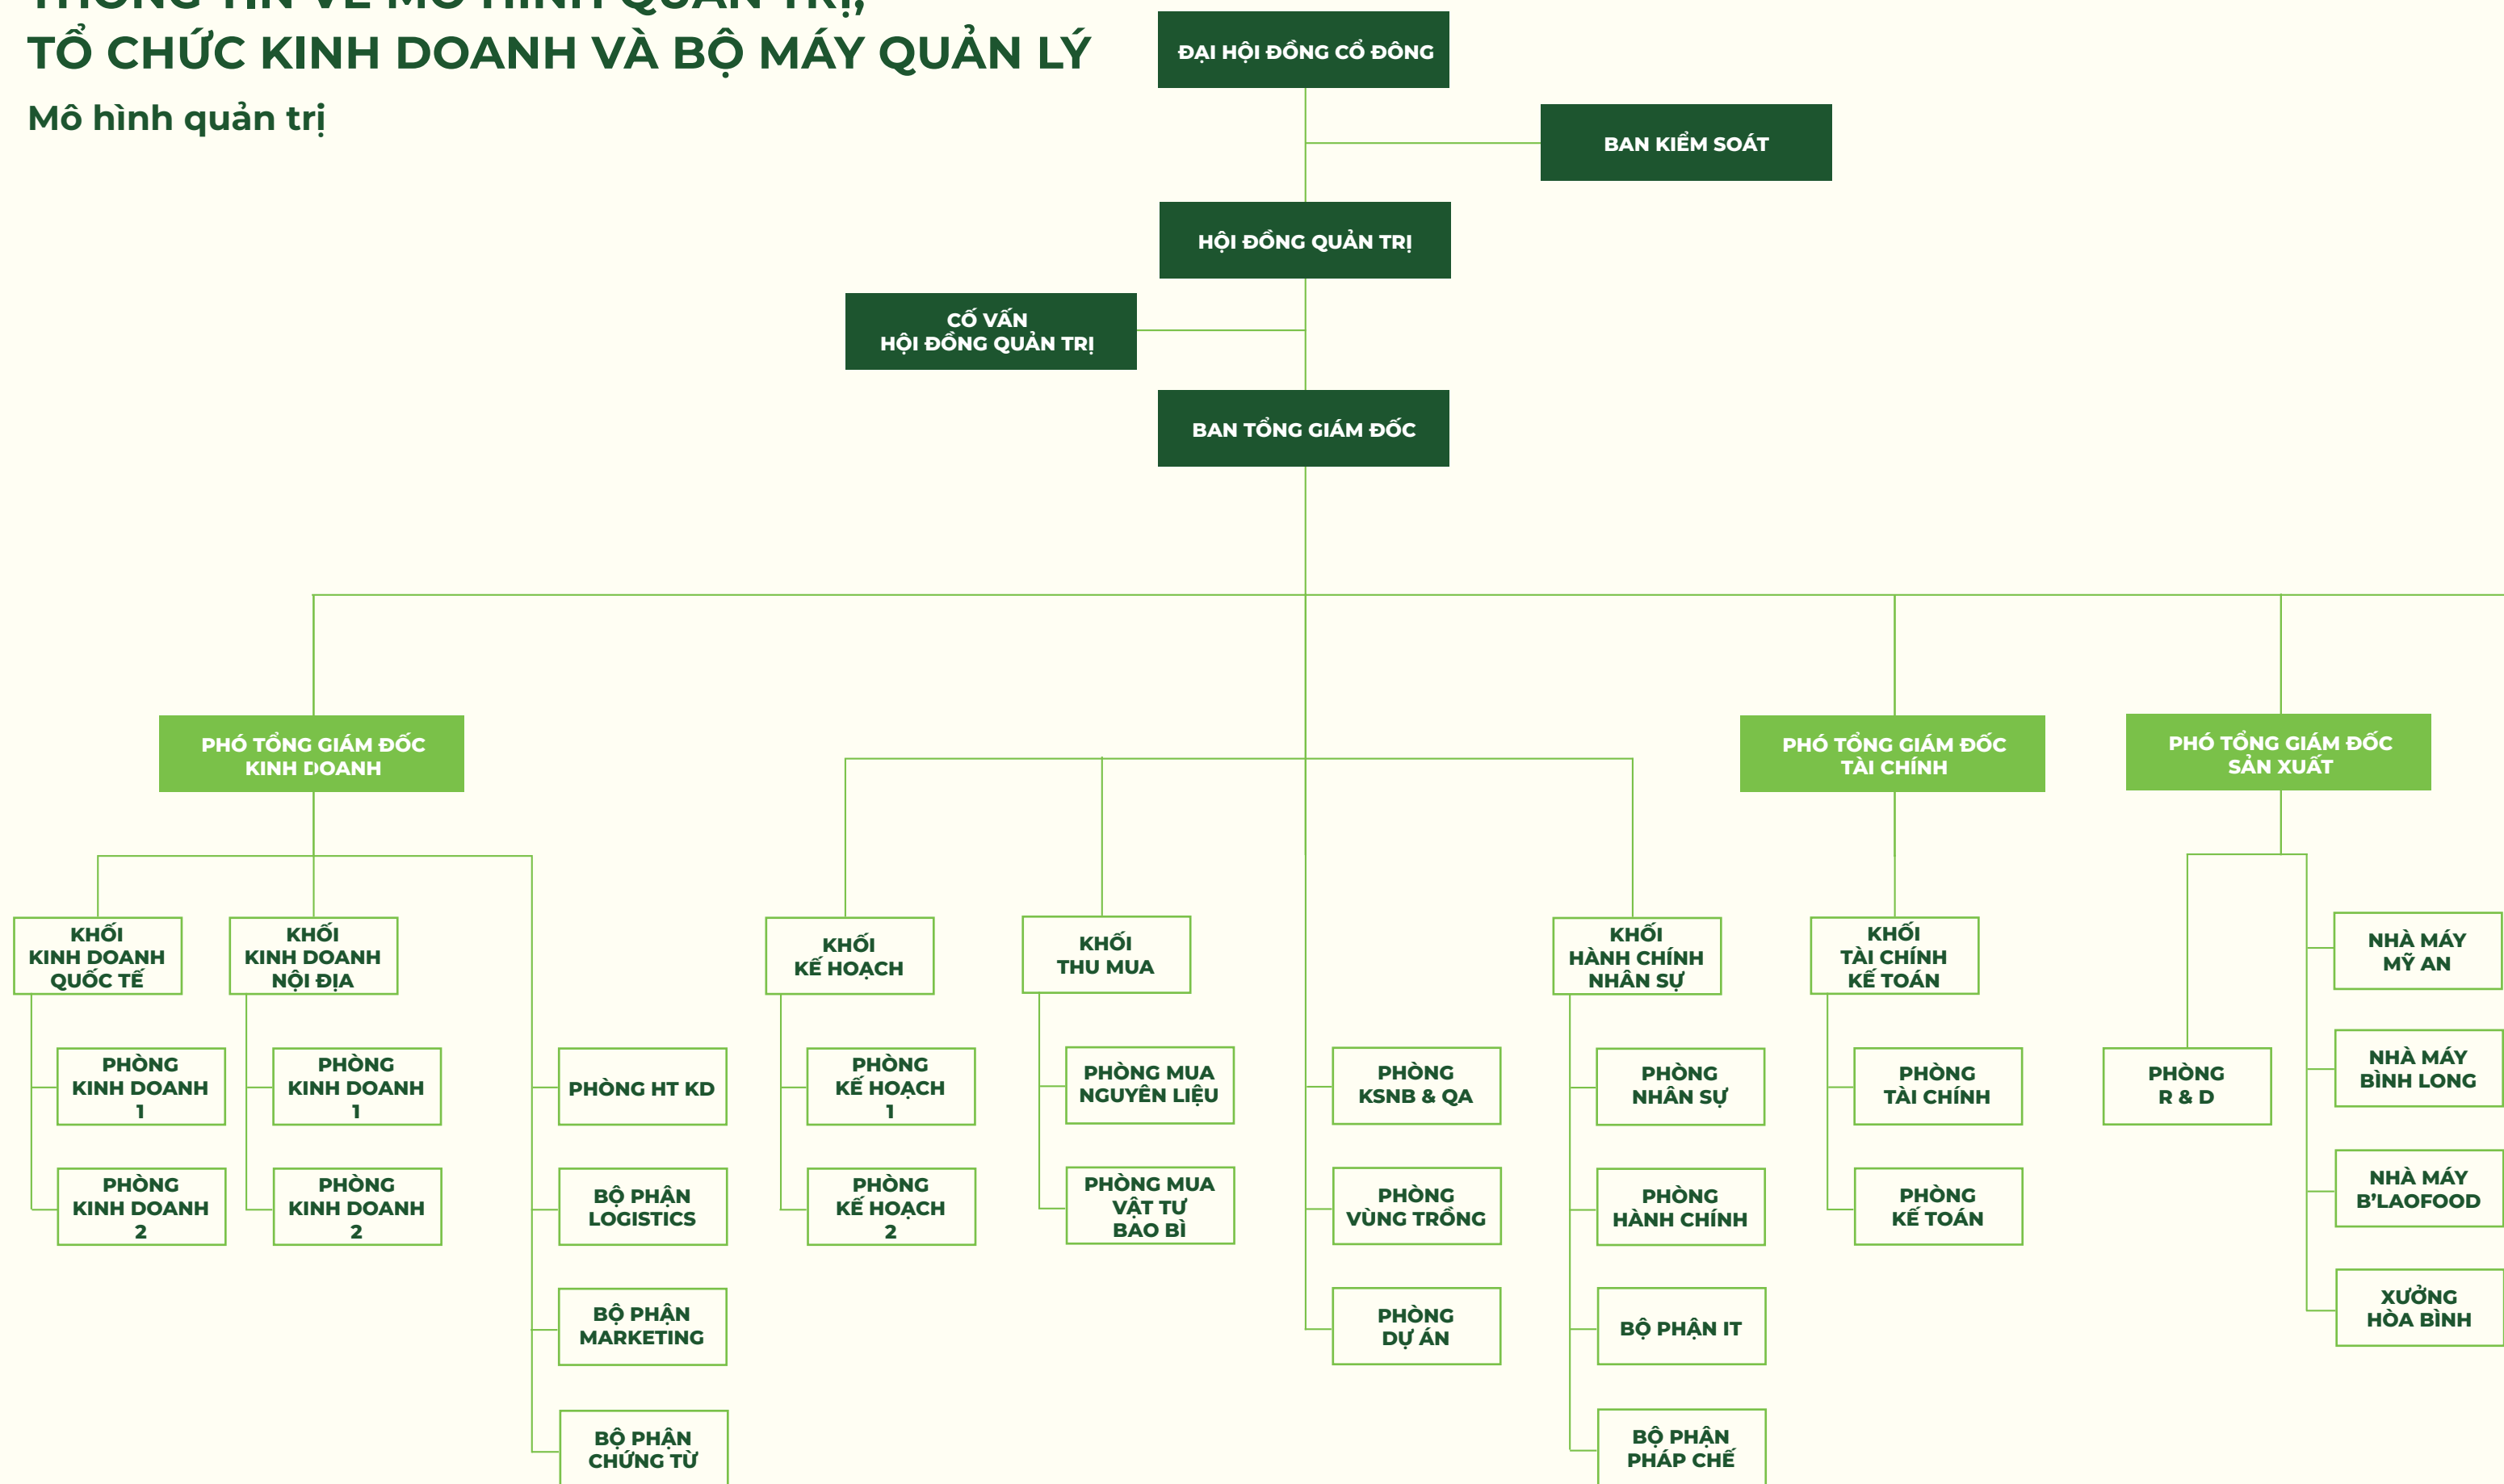 THÔNG TIN VỀ MÔ HÌNH QUẢN TRỊ,
TỔ CHỨC KINH DOANH VÀ BỘ MÁY QUẢN LÝ
Mô hình quản trị
ĐẠI HỘI ĐỒNG CỔ ĐÔNG
BAN KIỂM SOÁT
HỘI ĐỒNG QUẢN TRỊ
CỐ VẤN
HỘI ĐỒNG QUẢN TRỊ
BAN TỔNG GIÁM ĐỐC
PHÓ TỔNG GIÁM ĐỐC
KINH DOANH
PHÓ TỔNG GIÁM ĐỐC
TÀI CHÍNH
PHÓ TỔNG GIÁM ĐỐC
SẢN XUẤT
KHỐI
KINH DOANH
QUỐC TẾ
KHỐI
KINH DOANH
NỘI ĐỊA
KHỐI
KẾ HOẠCH
KHỐI
THU MUA
KHỐI
HÀNH CHÍNH
NHÂN SỰ
KHỐI
TÀI CHÍNH
KẾ TOÁN
NHÀ MÁY
MỸ AN
PHÒNG
KINH DOANH
1
PHÒNG
KINH DOANH
1
PHÒNG HT KD
PHÒNG
KẾ HOẠCH
1
PHÒNG MUA
NGUYÊN LIỆU
PHÒNG
KSNB & QA
PHÒNG
NHÂN SỰ
PHÒNG
TÀI CHÍNH
PHÒNG
R & D
NHÀ MÁY
BÌNH LONG
PHÒNG
KINH DOANH
2
PHÒNG
KINH DOANH
2
BỘ PHẬN
LOGISTICS
PHÒNG
KẾ HOẠCH
2
PHÒNG MUA
VẬT TƯ
BAO BÌ
PHÒNG
VÙNG TRỒNG
PHÒNG
HÀNH CHÍNH
PHÒNG
KẾ TOÁN
NHÀ MÁY
B’LAOFOOD
BỘ PHẬN
MARKETING
PHÒNG
DỰ ÁN
BỘ PHẬN IT
XƯỞNG
HÒA BÌNH
BỘ PHẬN
CHỨNG TỪ
BỘ PHẬN
PHÁP CHẾ